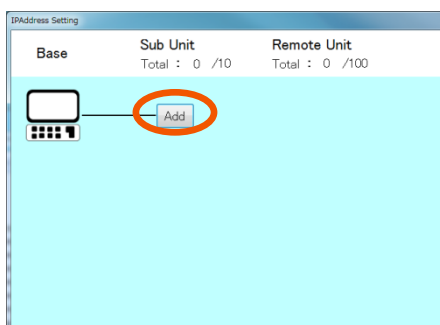 IPAddress Setting
Base
Sub Unit
Total : 0 /10
Remote Unit
Total : 0 /100
Add